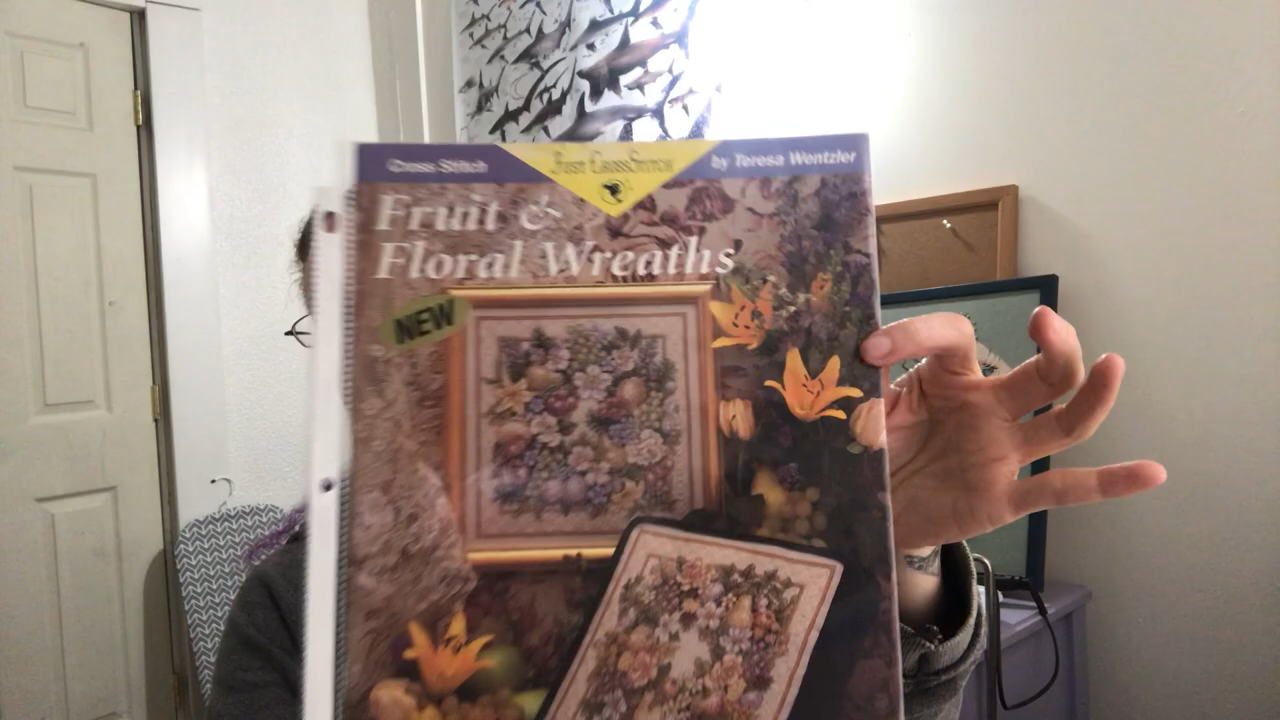 Cross Stitch
Just CrossStitch
by Teresa Wentzler
Fruit &
Floral Wreaths
NEW